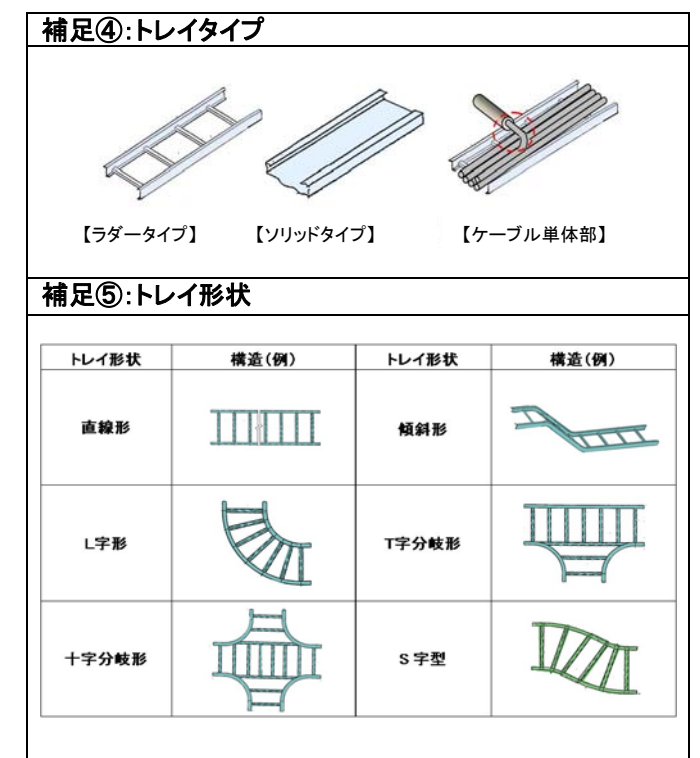 補足④:トレイタイプ
【ラダータイプ】 【ソリッドタイプ】 【ケーブル単体部】
補足⑤:トレイ形状
トレイ形状 構造(例) トレイ形状 構造(例)
直線形 傾斜形
L字形 T字分岐形
十字分岐形 S字型